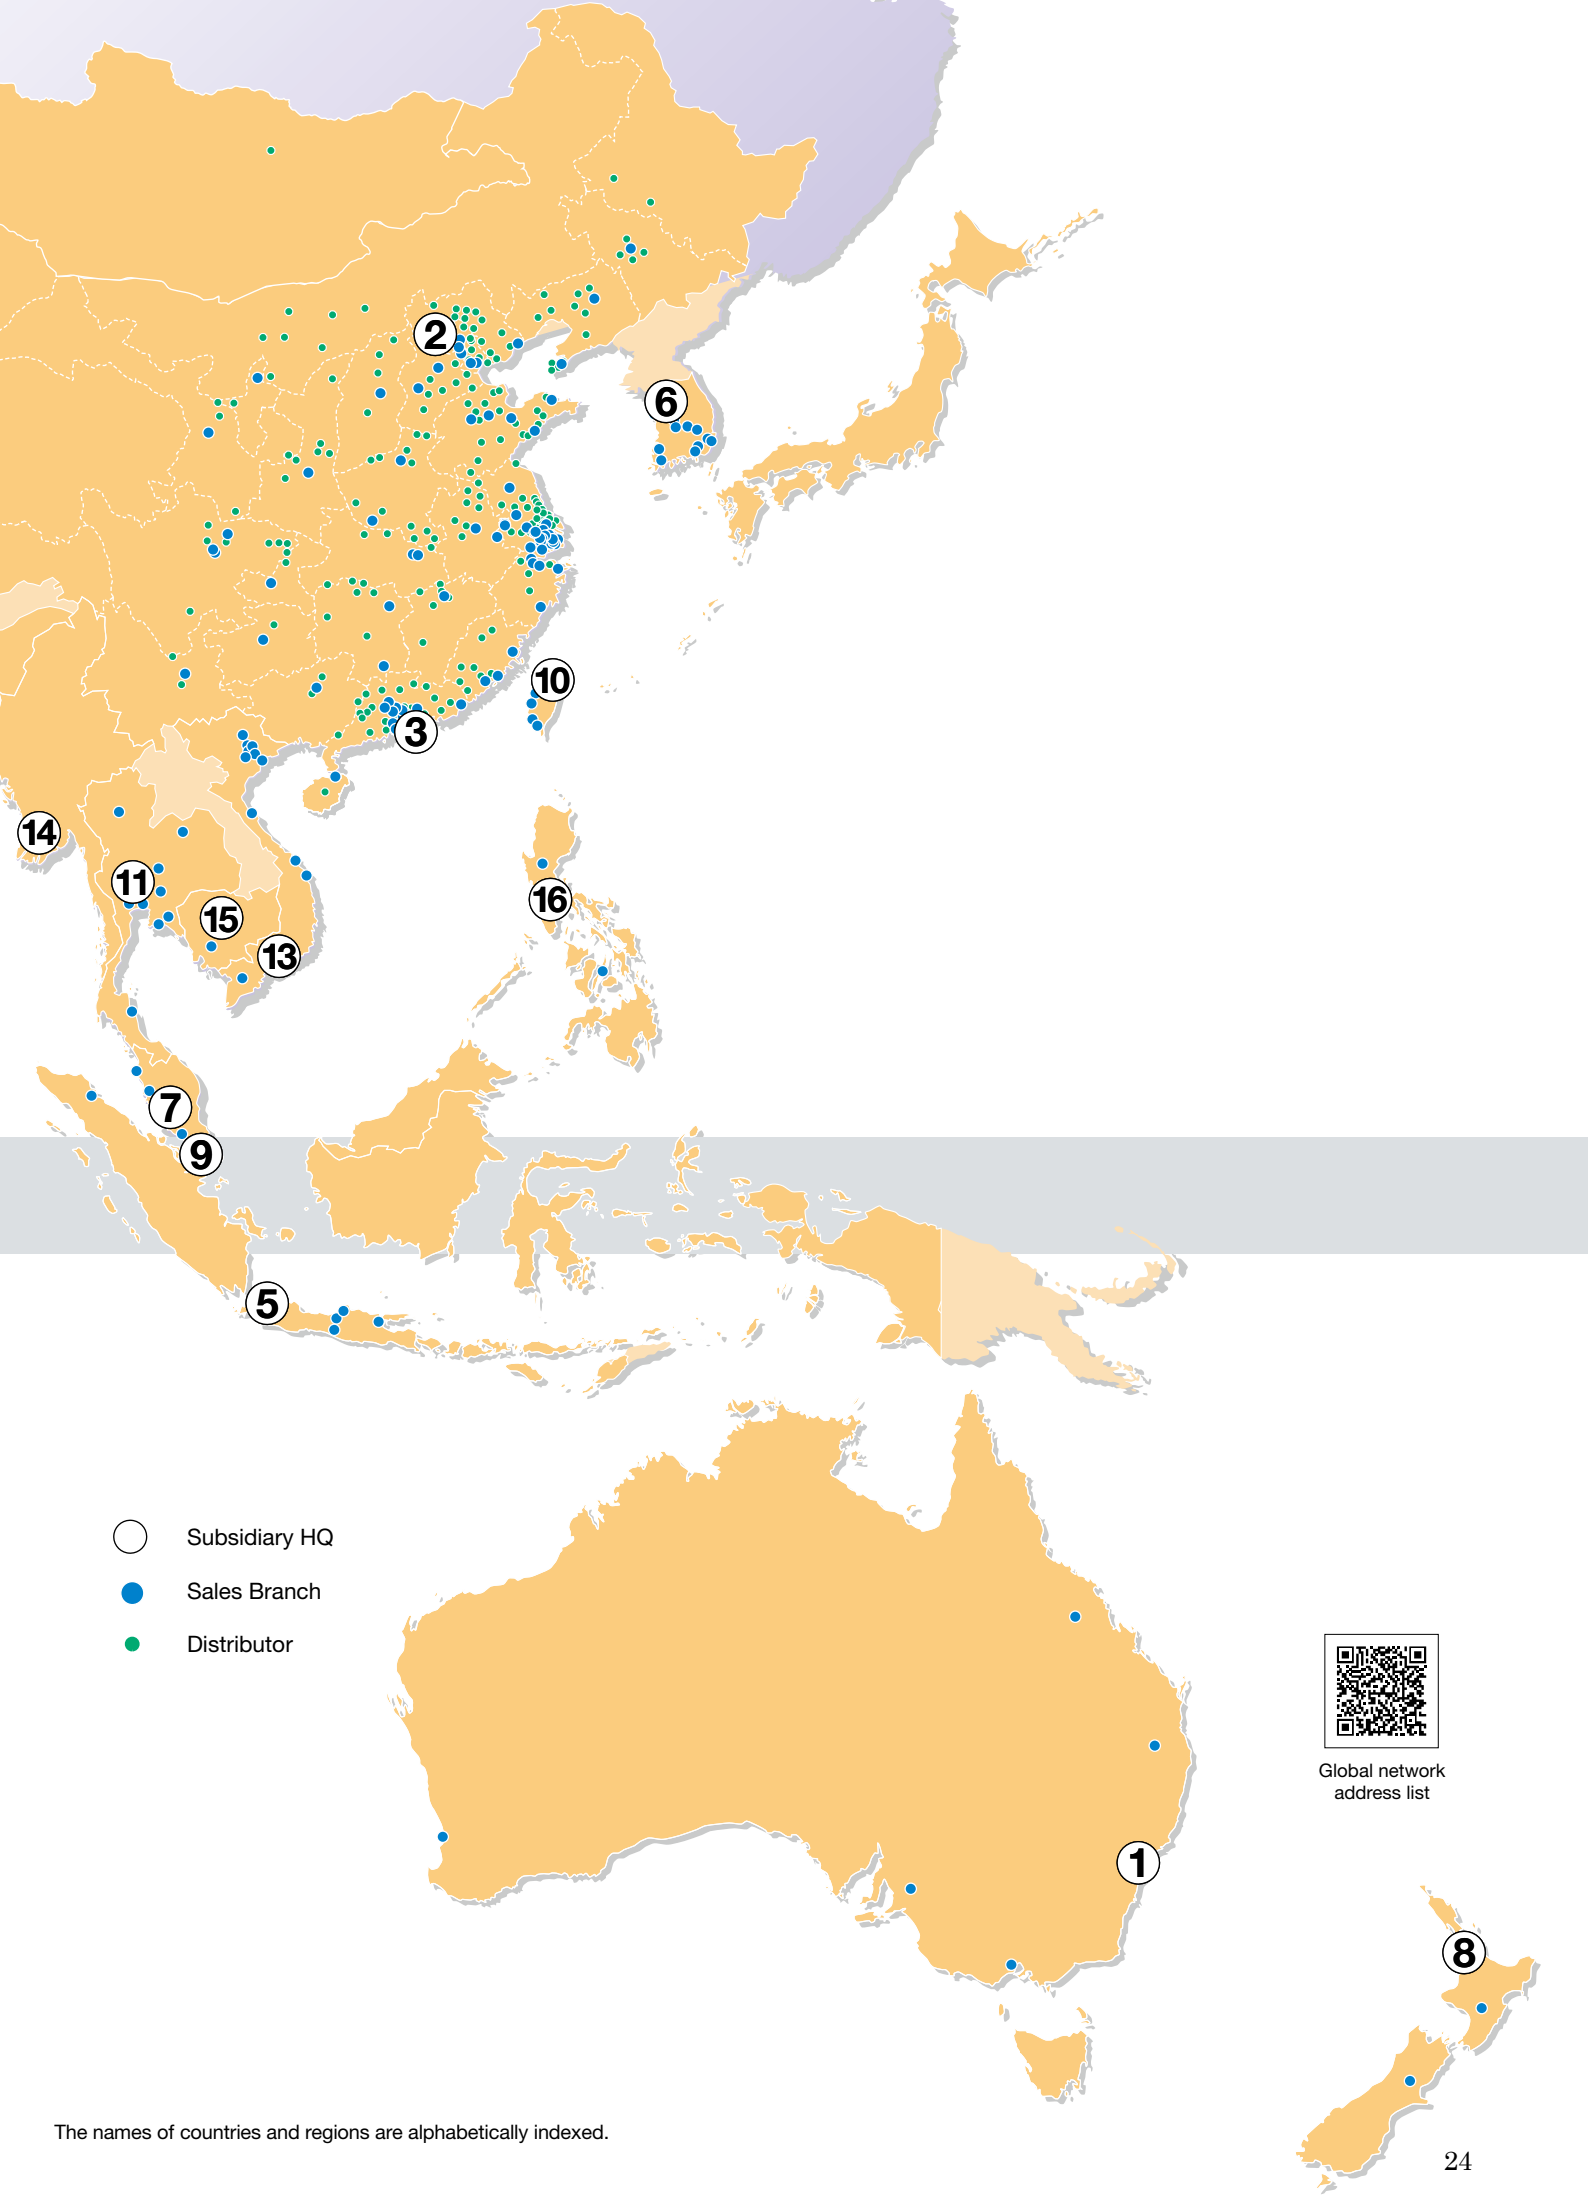 2
6
10
3
14
11
16
15
13
7
9
5
Subsidiary HQ
Sales Branch
Distributor
Global network
address list
1
8
The names of countries and regions are alphabetically indexed.
24